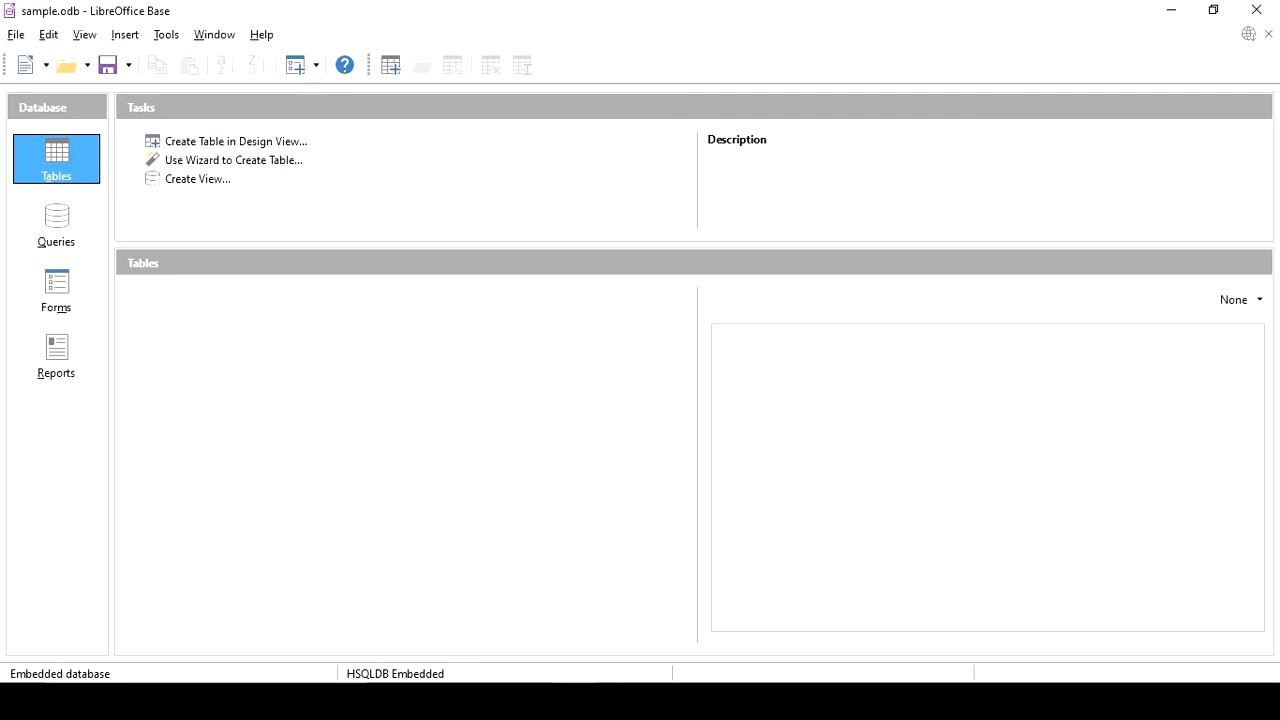 sample.odb - LibreOffice Base
File Edit View Insert Tools Window Help
Database
Tables
Queries
Forms
Reports
Tasks
Create Table in Design View...
Use Wizard to Create Table...
Create View...
Description
Tables
None
Embedded database HSQLDB Embedded